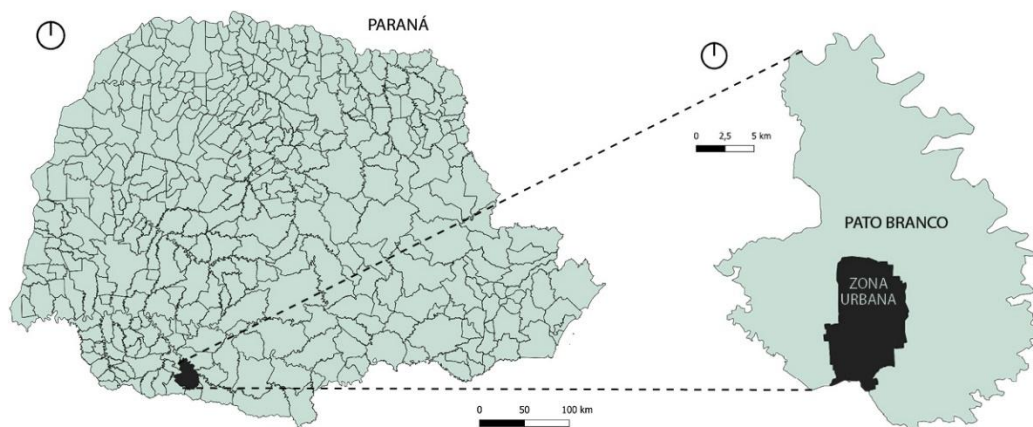 PARANÁ
0 2,5 5 km
PATO BRANCO
ZONA
URBANA
0 50 100 km